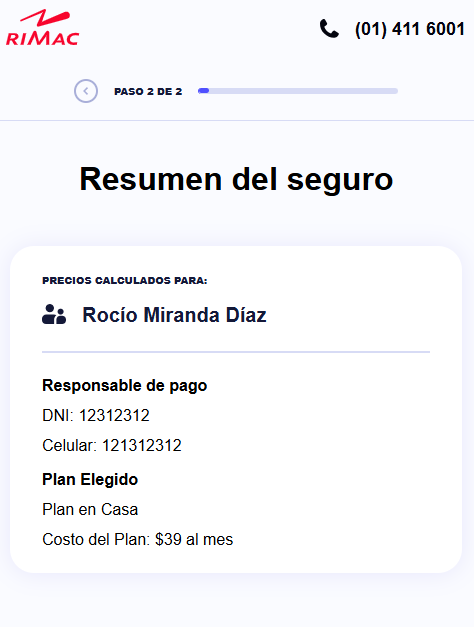 RIMAC
(01) 411 6001
PASO 2 DE 2
Resumen del seguro
PRECIOS CALCULADOS PARA:
Rocío Miranda Díaz
Responsable de pago
DNI: 12312312
Celular: 121312312
Plan Elegido
Plan en Casa
Costo del Plan: $39 al mes